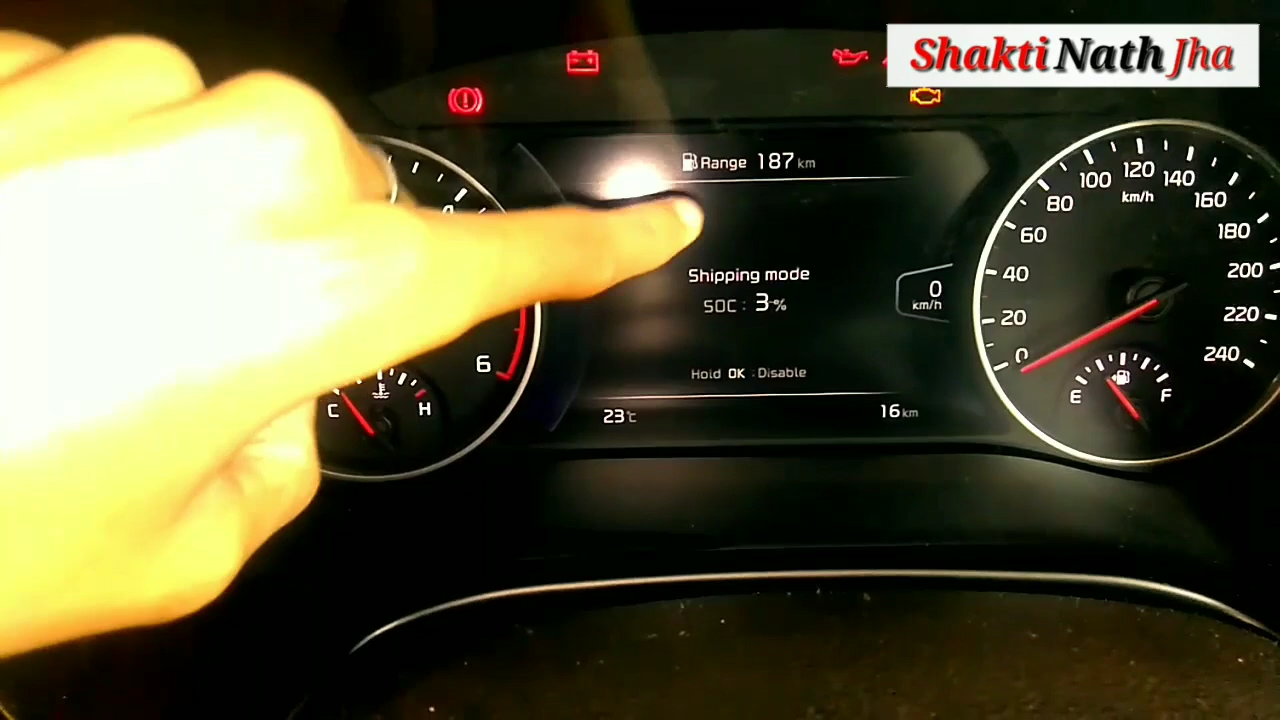 Shakti Nath Jha
Range 187 km
Shipping mode
SOC : 3 %
Hold OK : Disable
23℃
16 km
0
km/h
6
C
H
0
20
40
60
80
100
120
140
160
180
200
220
240
km/h
E
F